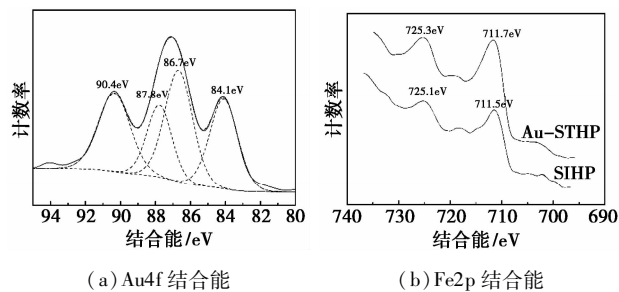 计数率
90.4eV
87.8eV
86.7eV
84.1eV
94 92 90 88 86 84 82 80
结合能/eV
(a)Au4f 结合能
计数率
725.3eV
711.7eV
725.1eV
711.5eV
Au-STHP
SIHP
740 730 720 710 700 690
结合能/eV
(b)Fe2p 结合能